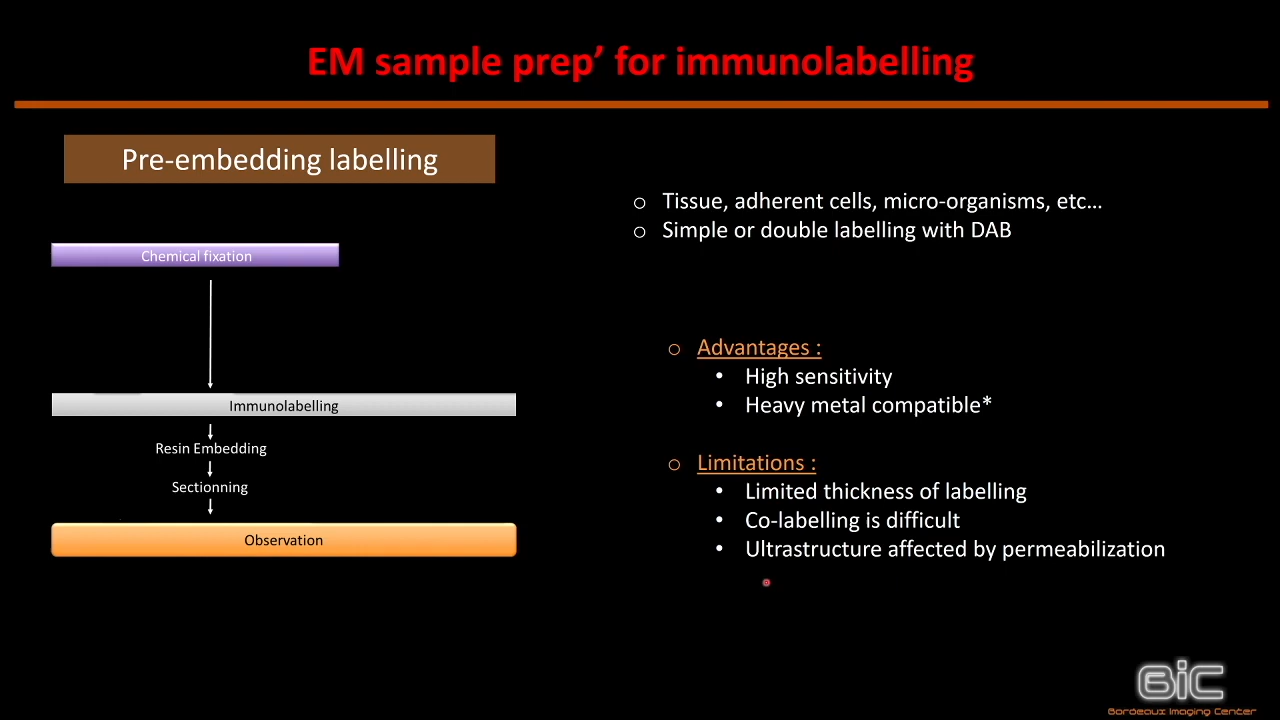 EM sample prep’ for immunolabelling
Pre-embedding labelling
Chemical fixation
Immunolabelling
Resin Embedding
Sectionning
Observation
o Tissue, adherent cells, micro-organisms, etc…
o Simple or double labelling with DAB
o Advantages :
• High sensitivity
• Heavy metal compatible*
o Limitations :
• Limited thickness of labelling
• Co-labelling is difficult
• Ultrastructure affected by permeabilization
BiC
Bordeaux Imaging Center